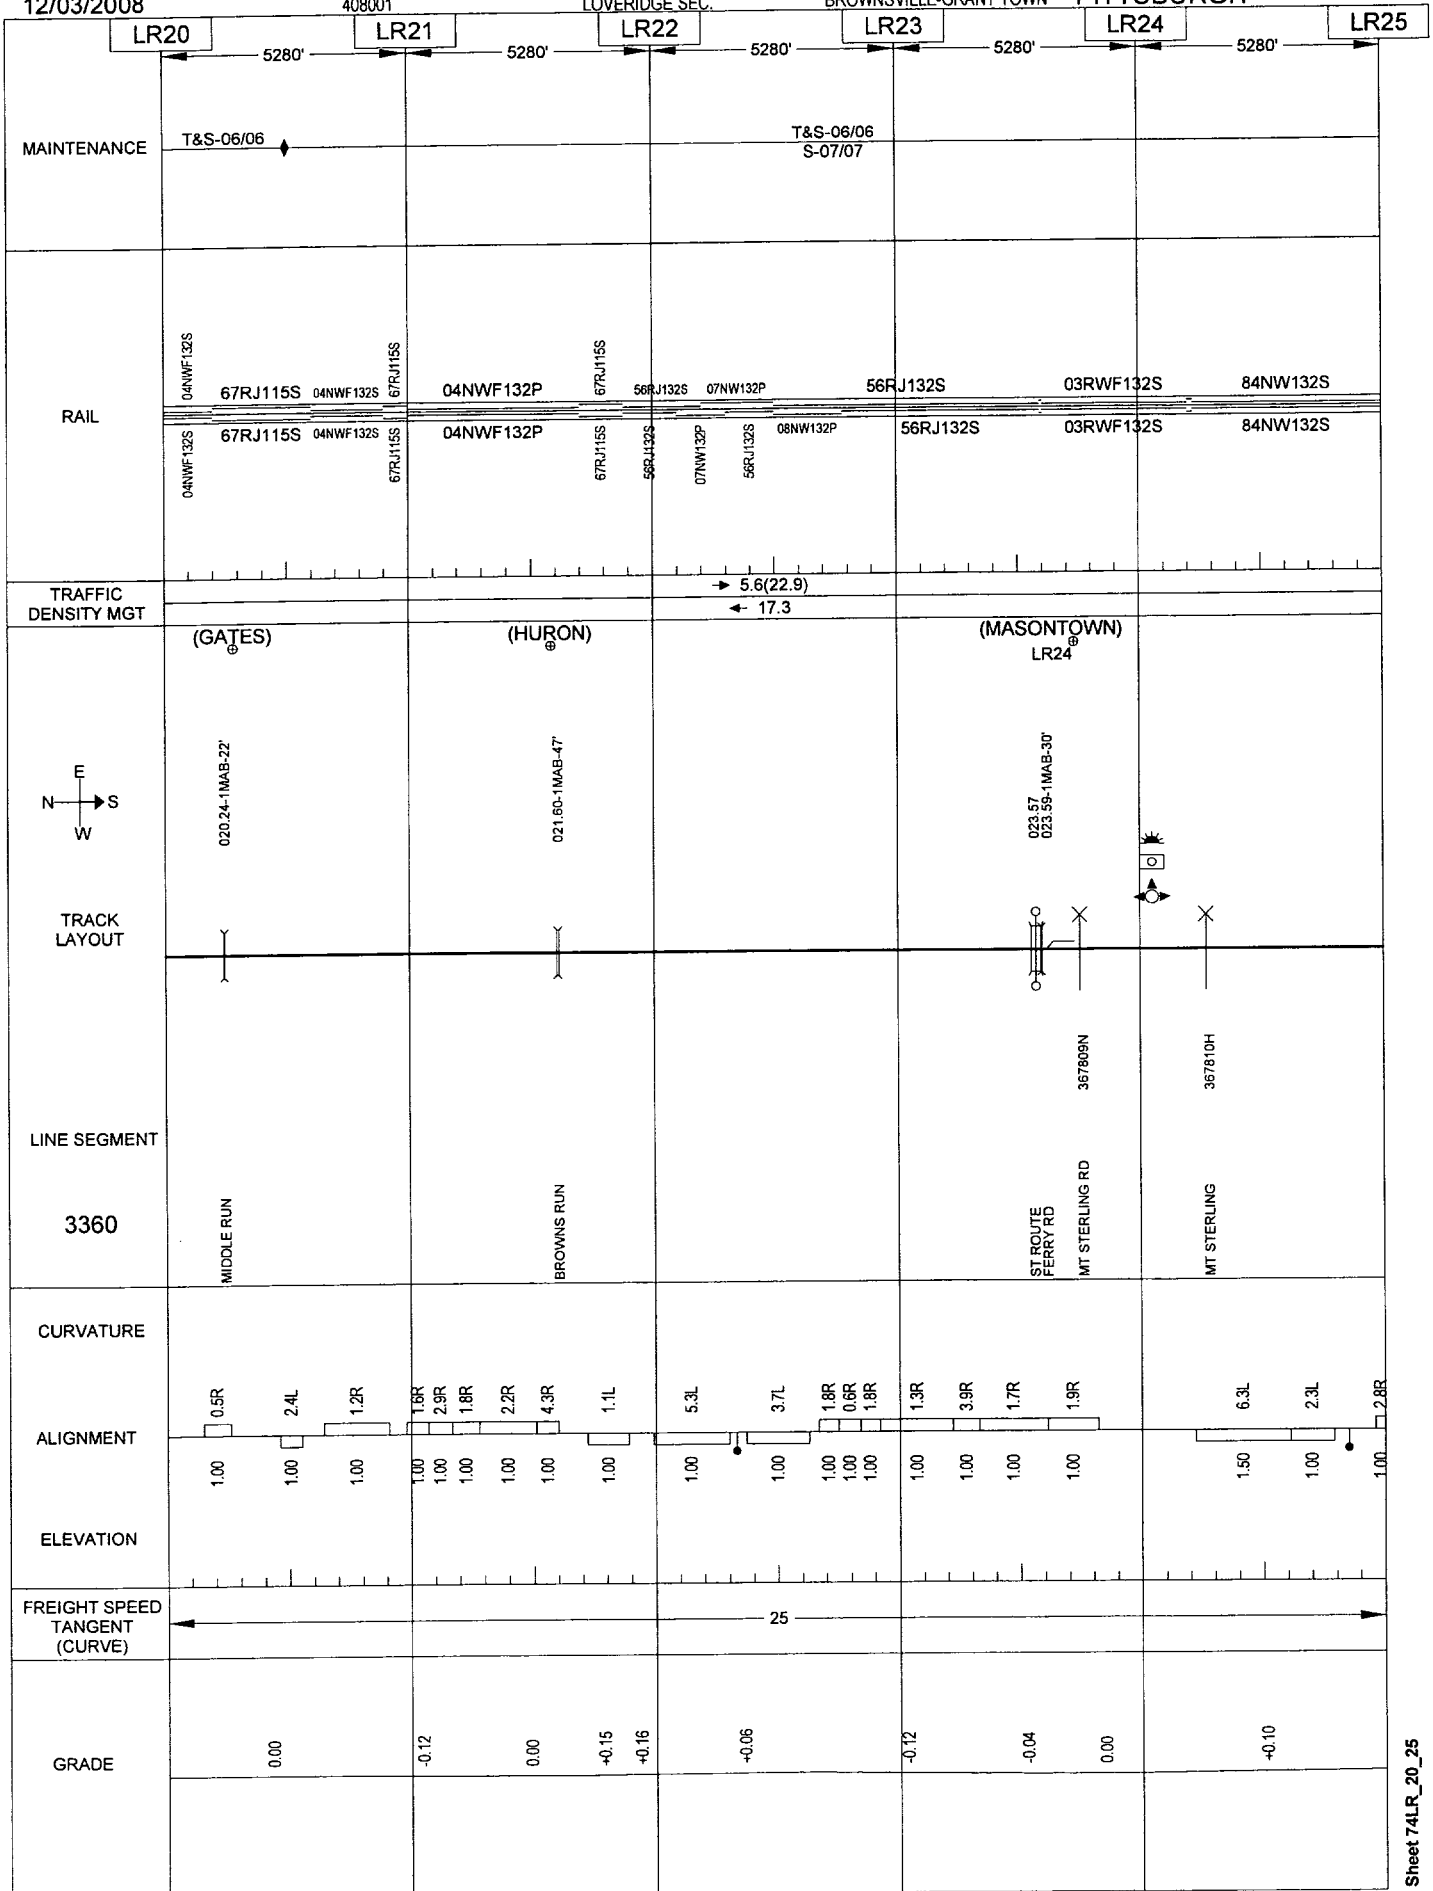 12/03/2008 408001 LOVERIDGE SEC. BROWNSVILLE-GRANT TOWN PITTSBURGH
LR20 LR21 LR22 LR23 LR24 LR25
5280' 5280' 5280' 5280' 5280'
MAINTENANCE
T&S-06/06 T&S-06/06
S-07/07
RAIL
04NWF132S 67RJ115S 04NWF132S 67RJ115S 04NWF132P 67RJ115S 56RJ132S 07NW132P 56RJ132S 03RWF132S 84NW132S
04NWF132S 67RJ115S 04NWF132S 67RJ115S 04NWF132P 67RJ115S 56RJ132S 07NW132P 56RJ132S 08NW132P 56RJ132S 03RWF132S 84NW132S
TRAFFIC
DENSITY MGT
5.6(22.9)
17.3
(GATES) (HURON) (MASONTOWN)
LR24
E
N S
W
020.24-1MAB-22'
021.60-1MAB-47'
023.57
023.59-1MAB-30'
TRACK
LAYOUT
367809N
367810H
LINE SEGMENT
3360
MIDDLE RUN
BROWNS RUN
ST ROUTE
FERRY RD
MT STERLING RD
MT STERLING
CURVATURE
0.5R 2.4L 1.2R 1.6R 2.9R 1.8R 2.2R 4.3R 1.1L 5.3L 3.7L 1.8R 0.6R 1.8R 1.3R 3.9R 1.7R 1.9R 6.3L 2.3L 2.8R
ALIGNMENT
1.00 1.00 1.00 1.00 1.00 1.00 1.00 1.00 1.00 1.00 1.00 1.00 1.00 1.00 1.00 1.00 1.00 1.00 1.50 1.00 1.00
ELEVATION
FREIGHT SPEED
TANGENT
(CURVE)
25
GRADE
0.00 -0.12 0.00 +0.15 +0.16 +0.06 -0.12 -0.04 0.00 +0.10
Sheet 74LR_20_25